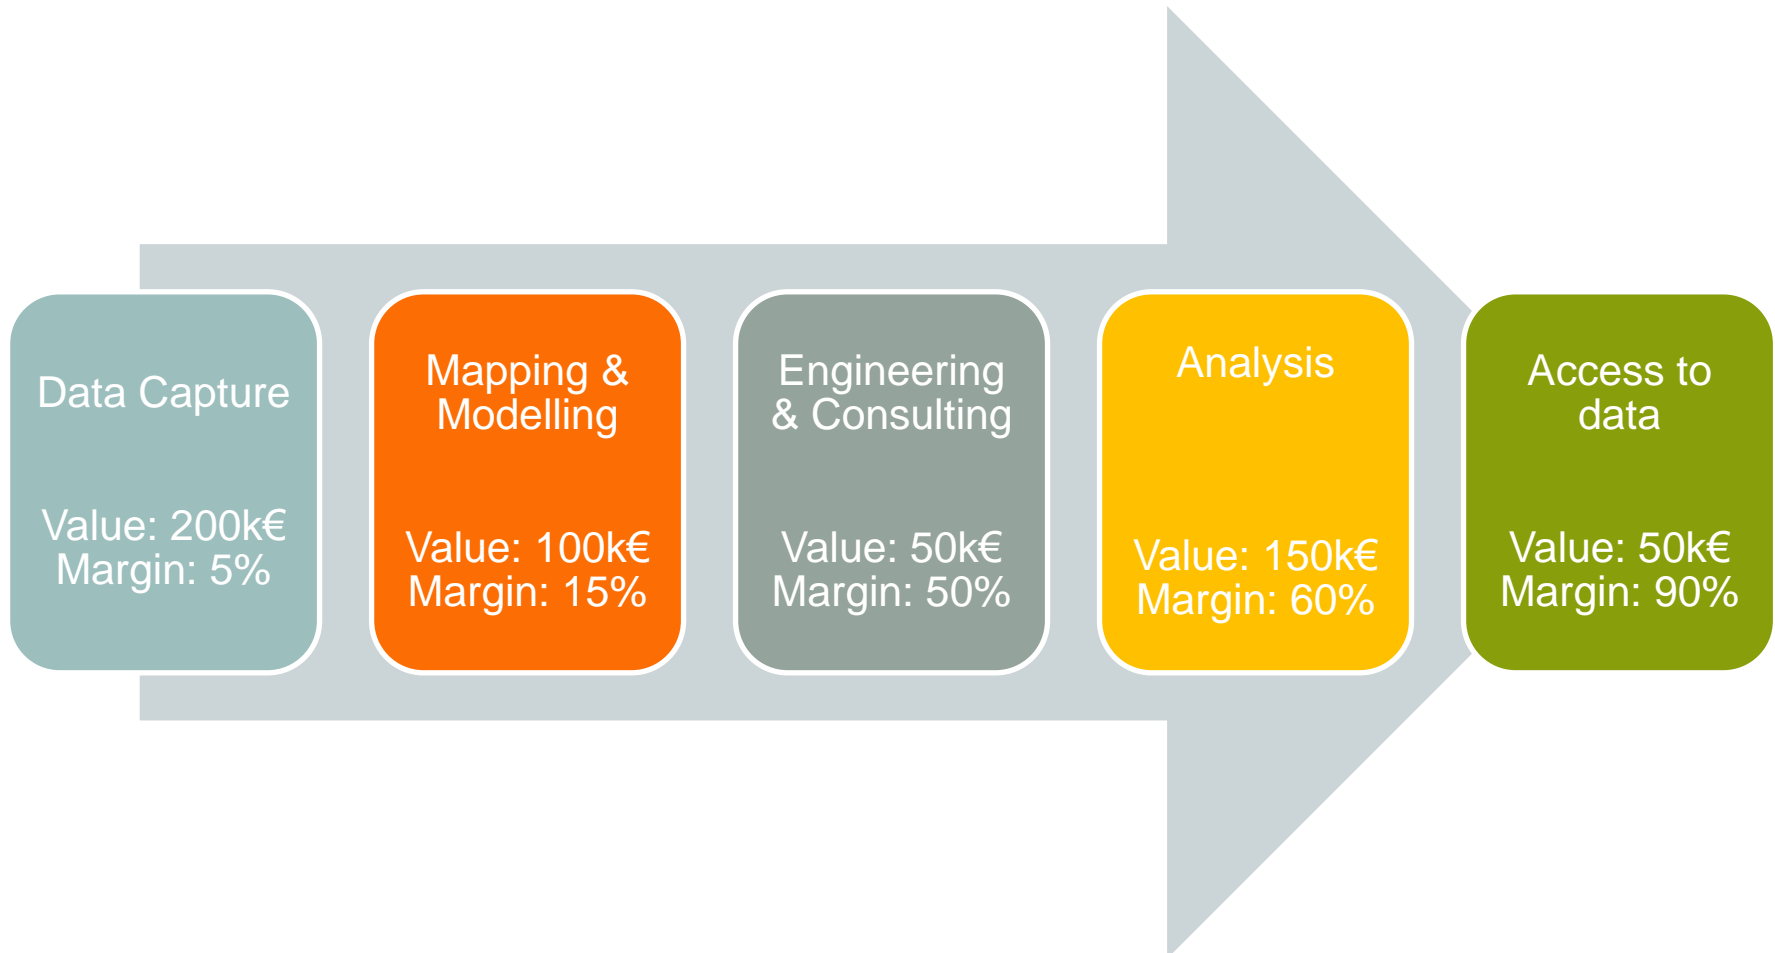 Data Capture
Value: 200k€
Margin: 5%
Mapping &
Modelling
Value: 100k€
Margin: 15%
Engineering
& Consulting
Value: 50k€
Margin: 50%
Analysis
Value: 150k€
Margin: 60%
Access to
data
Value: 50k€
Margin: 90%